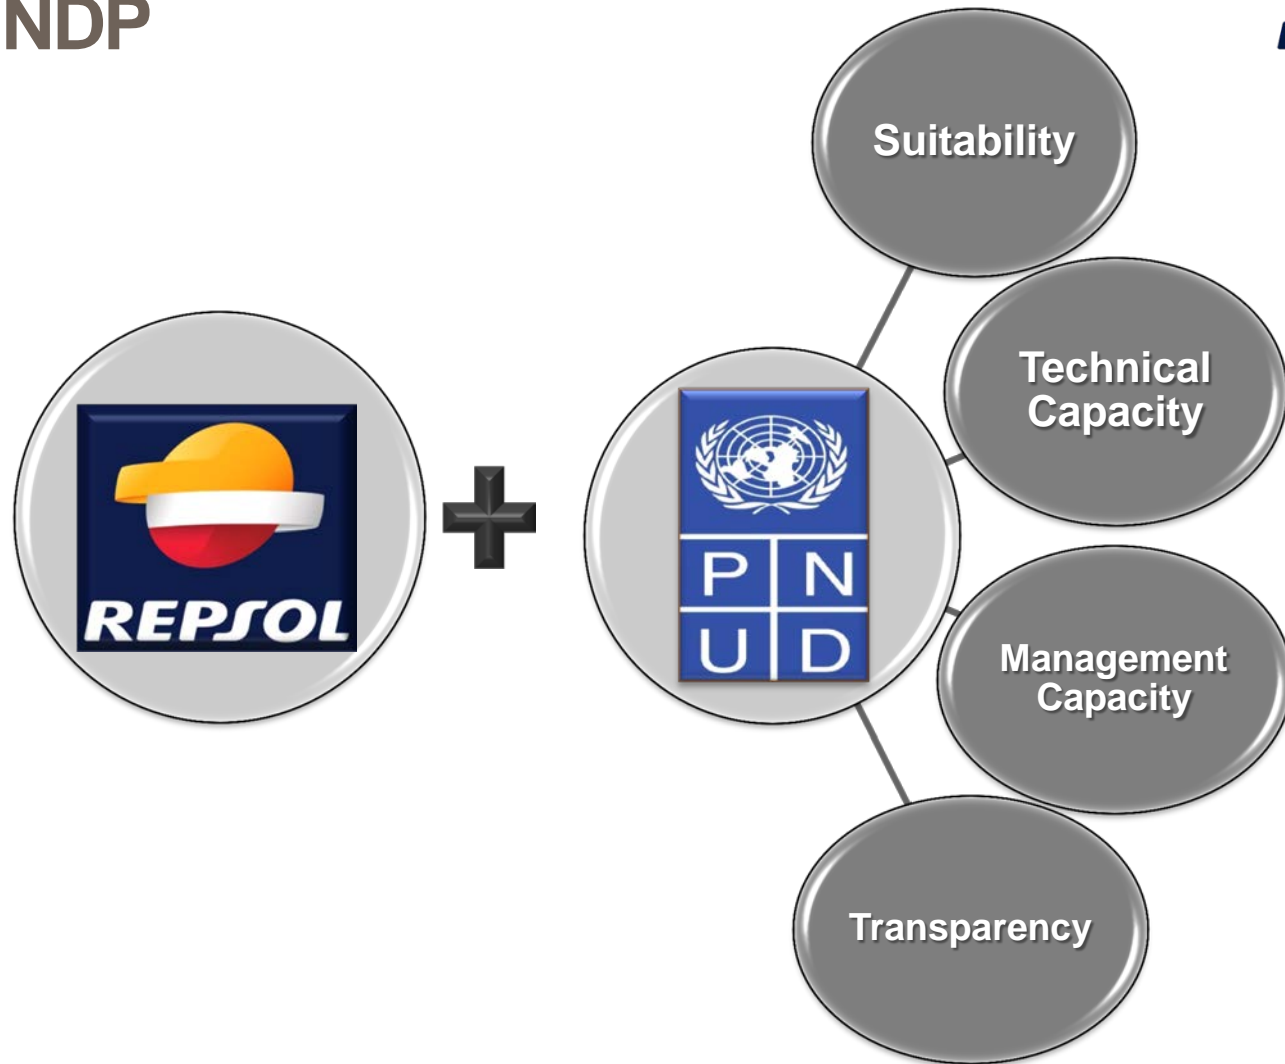 NDP
Suitability
Technical
Capacity
REPSOL
P N
U D
Management
Capacity
Transparency